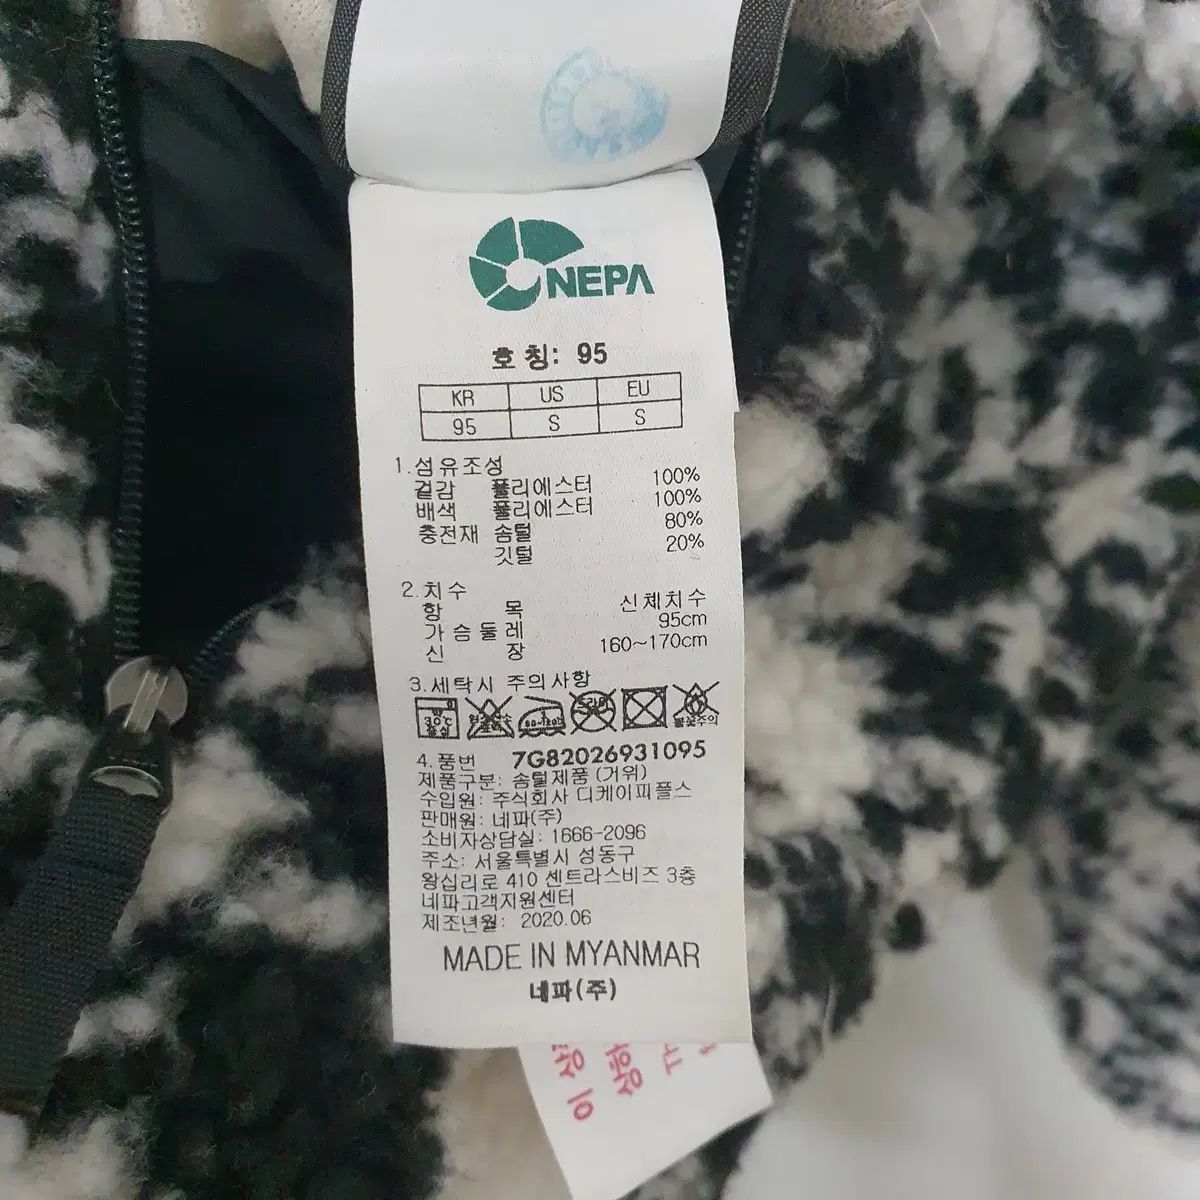 NEPA
호 칭: 95
KR US EU
95 S S
1.섬유조성
겉감 폴리에스터 100%
배색 폴리에스터 100%
충전재 솜털 80%
깃털 20%
2.치수
항 목 신체치수
가슴둘레 95cm
신 장 160~170cm
3.세탁시 주의사항
30℃
4.품번 7G82026931095
제품구분: 솜털제품 (거위)
수입원: 주식회사 디케이피플스
판매원: 네파(주)
소비자상담실: 1666-2096
주소: 서울특별시 성동구
왕십리로 410 센트라스비즈 3층
네파고객지원센터
제조년월: 2020.06
MADE IN MYANMAR
네파(주)
이 상